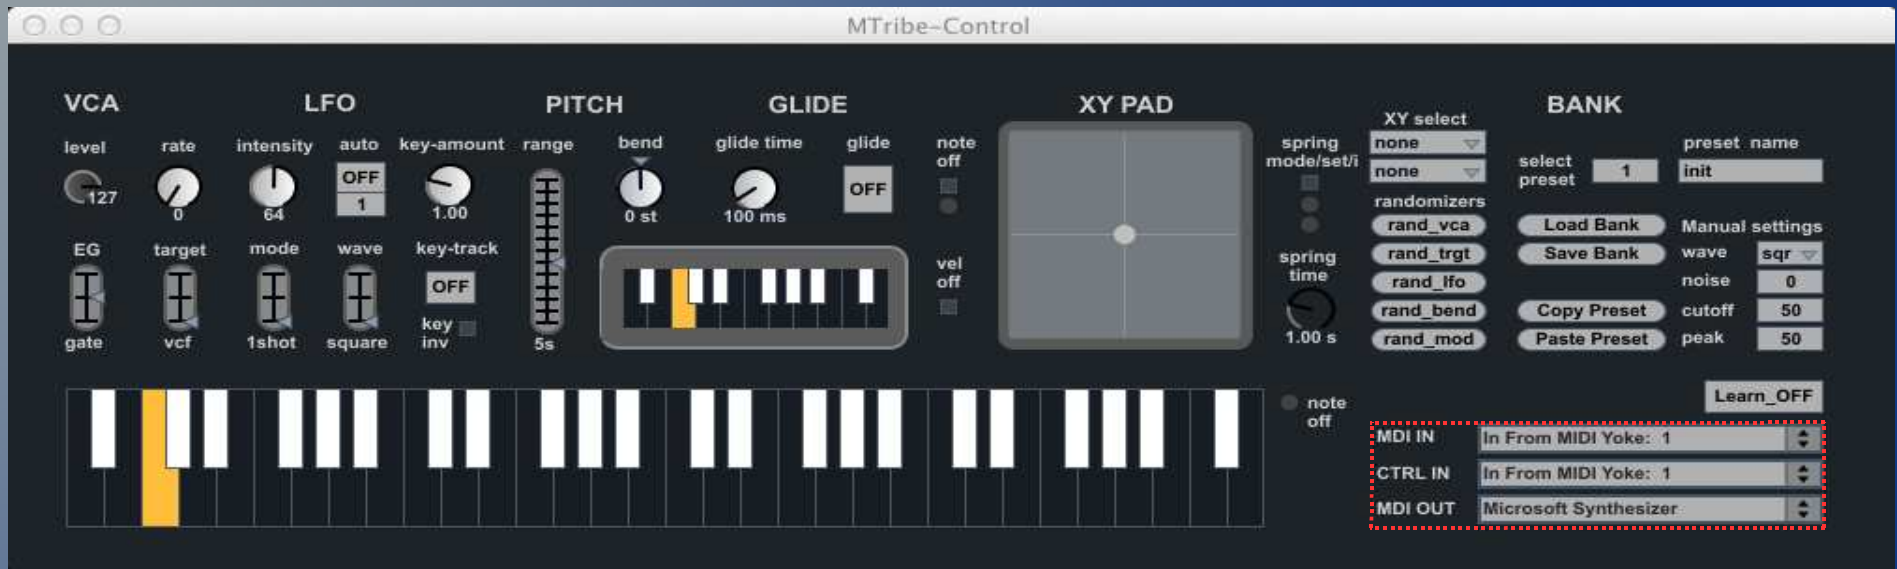 MTribe-Control
VCA
LFO
PITCH
GLIDE
XY PAD
BANK
level
rate
intensity
auto
key-amount
range
bend
glide time
glide
note
off
spring
mode/set/i
XY select
none
none
select
preset
1
preset name
init
127
0
64
OFF
1
1.00
0 st
100 ms
OFF
randomizers
rand_vca
rand_trgt
rand_lfo
rand_bend
rand_mod
Load Bank
Save Bank
Copy Preset
Paste Preset
Manual settings
wave
sqr
noise
0
cutoff
50
peak
50
EG
target
mode
wave
key-track
OFF
key
inv
gate
vcf
1shot
square
5s
vel
off
spring
time
1.00 s
note
off
Learn_OFF
MDI IN
In From MIDI Yoke: 1
CTRL IN
In From MIDI Yoke: 1
MDI OUT
Microsoft Synthesizer